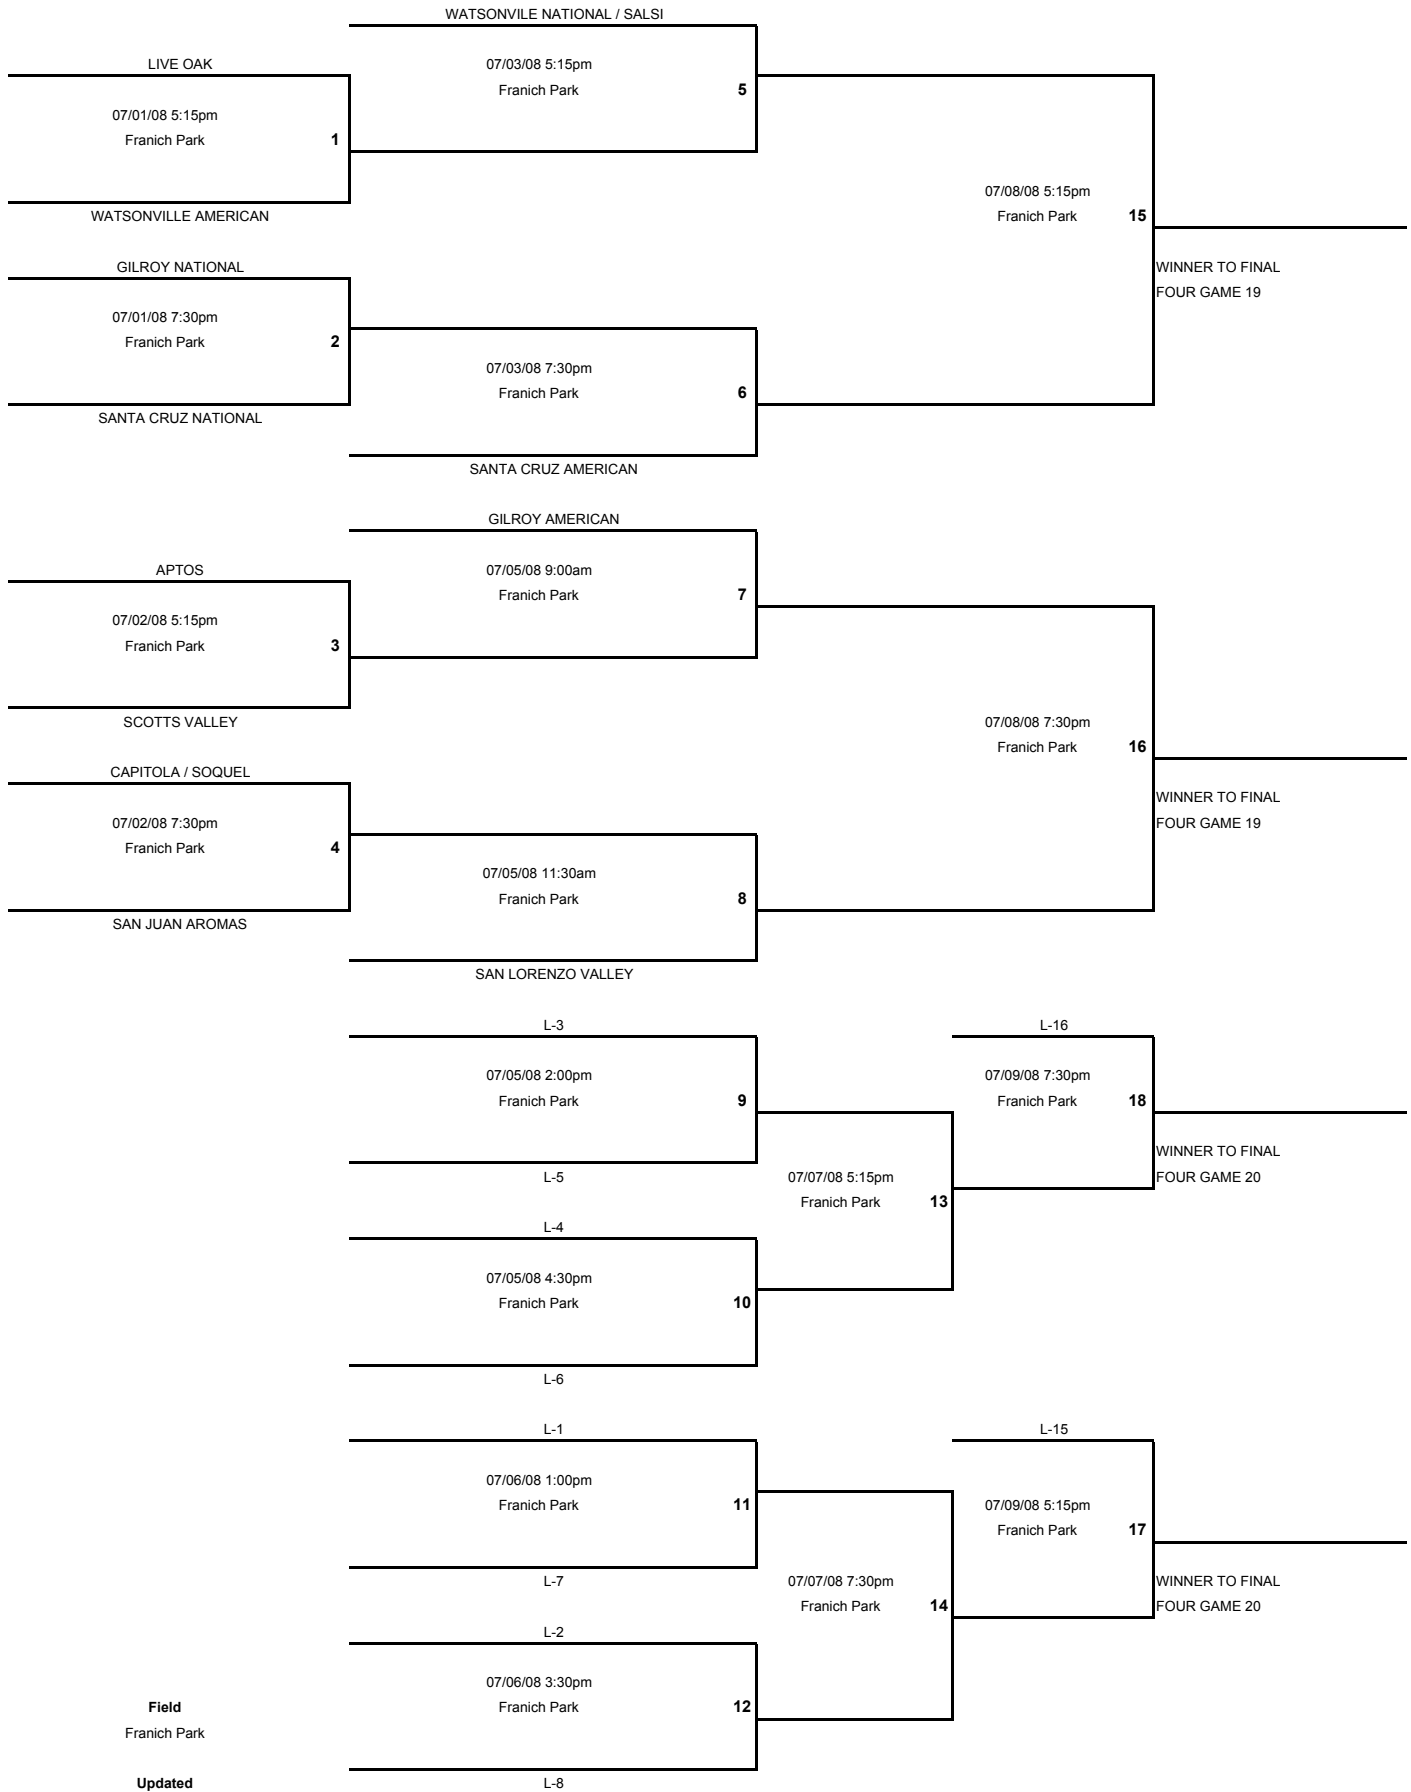 WATSONVILE NATIONAL / SALSI
LIVE OAK
07/03/08 5:15pm
Franich Park
5
07/01/08 5:15pm
Franich Park
1
07/08/08 5:15pm
Franich Park
15
WATSONVILLE AMERICAN
GILROY NATIONAL
WINNER TO FINAL
FOUR GAME 19
07/01/08 7:30pm
Franich Park
2
07/03/08 7:30pm
Franich Park
6
SANTA CRUZ NATIONAL
SANTA CRUZ AMERICAN
GILROY AMERICAN
APTOS
07/05/08 9:00am
Franich Park
7
07/02/08 5:15pm
Franich Park
3
SCOTTS VALLEY
07/08/08 7:30pm
Franich Park
16
CAPITOLA / SOQUEL
WINNER TO FINAL
FOUR GAME 19
07/02/08 7:30pm
Franich Park
4
07/05/08 11:30am
Franich Park
8
SAN JUAN AROMAS
SAN LORENZO VALLEY
L-3
L-16
07/05/08 2:00pm
Franich Park
9
07/09/08 7:30pm
Franich Park
18
WINNER TO FINAL
FOUR GAME 20
L-5
07/07/08 5:15pm
Franich Park
13
L-4
07/05/08 4:30pm
Franich Park
10
L-6
L-1
L-15
07/06/08 1:00pm
Franich Park
11
07/09/08 5:15pm
Franich Park
17
L-7
07/07/08 7:30pm
Franich Park
14
WINNER TO FINAL
FOUR GAME 20
L-2
07/06/08 3:30pm
Franich Park
12
Field
Franich Park
Updated
L-8